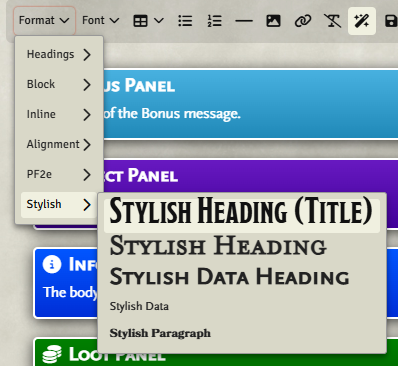 Format Font
Headings
us Panel
Block
of the Bonus message.
Inline
Alignment
PF2e
ct Panel
Stylish
Stylish Heading (Title)
Stylish Heading
Info
Stylish Data Heading
The body
Stylish Data
Stylish Paragraph
Loot Panel